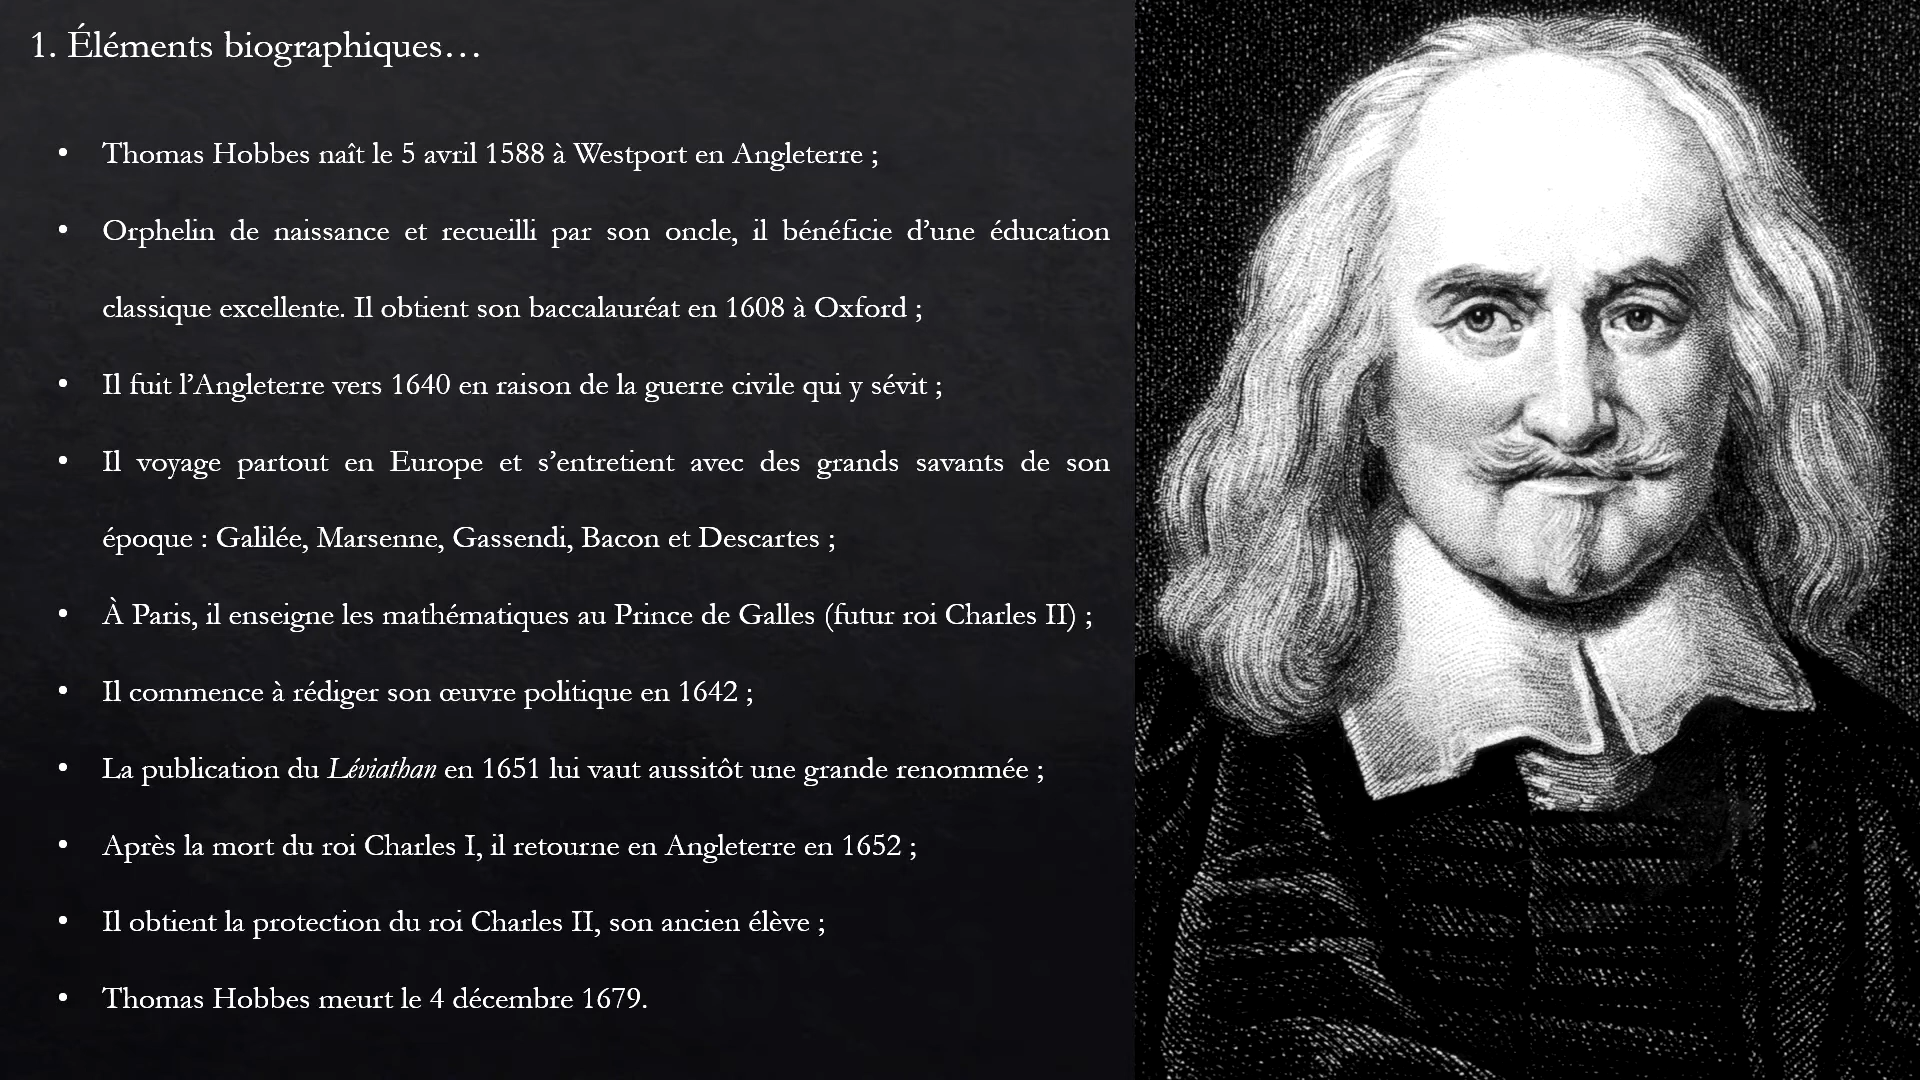 1. Éléments biographiques…
• Thomas Hobbes naît le 5 avril 1588 à Westport en Angleterre ;
• Orphelin de naissance et recueilli par son oncle, il bénéficie d’une éducation
classique excellente. Il obtient son baccalauréat en 1608 à Oxford ;
• Il fuit l’Angleterre vers 1640 en raison de la guerre civile qui y sévit ;
• Il voyage partout en Europe et s’entretient avec des grands savants de son
époque : Galilée, Marsenne, Gassendi, Bacon et Descartes ;
• À Paris, il enseigne les mathématiques au Prince de Galles (futur roi Charles II) ;
• Il commence à rédiger son œuvre politique en 1642 ;
• La publication du Léviathan en 1651 lui vaut aussitôt une grande renommée ;
• Après la mort du roi Charles I, il retourne en Angleterre en 1652 ;
• Il obtient la protection du roi Charles II, son ancien élève ;
• Thomas Hobbes meurt le 4 décembre 1679.